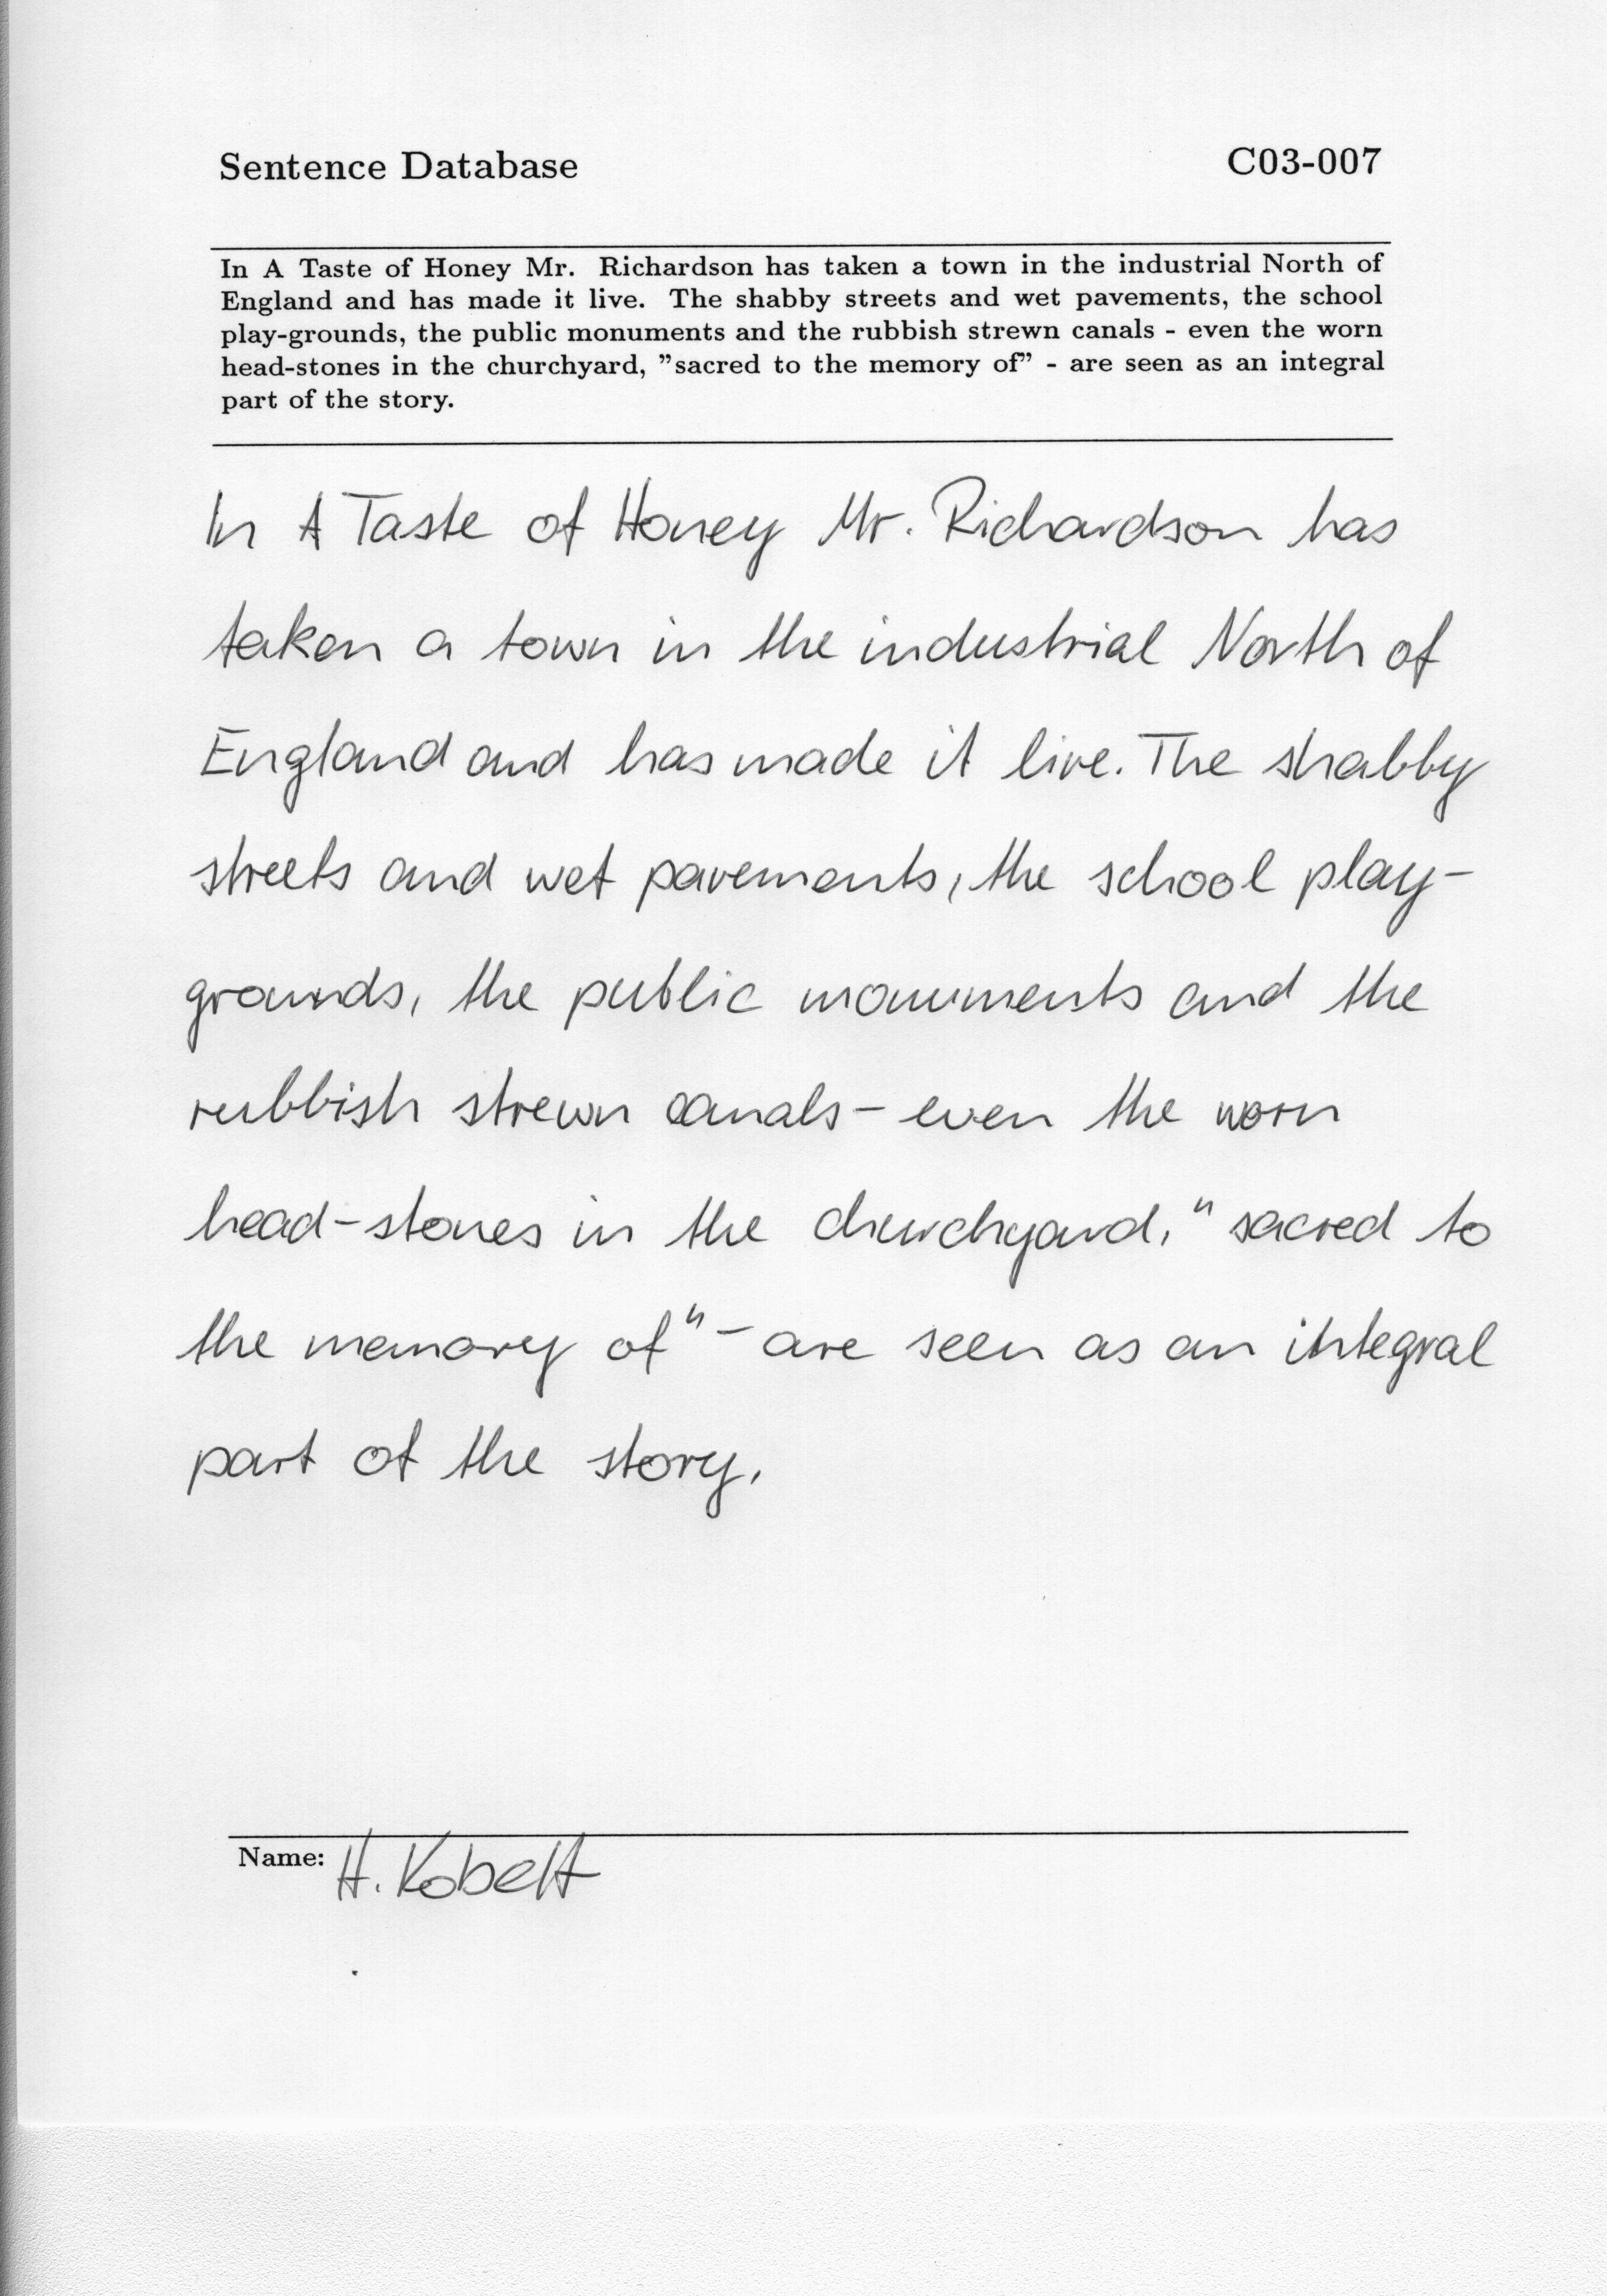 Sentence Database C03-007
In A Taste of Honey Mr. Richardson has taken a town in the industrial North of
England and has made it live. The shabby streets and wet pavements, the school
play-grounds, the public monuments and the rubbish strewn canals - even the worn
head-stones in the churchyard, ”sacred to the memory of” - are seen as an integral
part of the story.
In A Taste of Honey Mr. Richardson has
taken a town in the industrial North of
England and has made it live. The shabby
streets and wet pavements, the school play-
grounds, the public monuments and the
rubbish strewn canals - even the worn
head-stones in the churchyard, "sacred to
the memory of" - are seen as an integral
part of the story.
Name: H. Kobelt